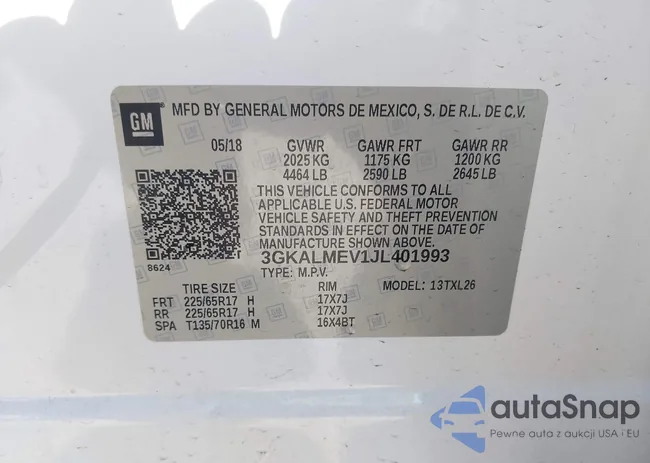 GM
MFD BY GENERAL MOTORS DE MEXICO, S. DE R.L. DE C.V.
05/18 GVWR GAWR FRT GAWR RR
2025 KG 1175 KG 1200 KG
4464 LB 2590 LB 2645 LB
THIS VEHICLE CONFORMS TO ALL
APPLICABLE U.S. FEDERAL MOTOR
VEHICLE SAFETY AND THEFT PREVENTION
STANDARDS IN EFFECT ON THE DATE OF
MANUFACTURE SHOWN ABOVE.
3GKALMEV1JL401993
8624
TYPE: M.P.V.
TIRE SIZE RIM MODEL: 13TXL26
FRT 225/65R17 H 17X7J
RR 225/65R17 H 17X7J
SPA T135/70R16 M 16X4BT
autoSnap
Pewne auta z aukcji USA i EU